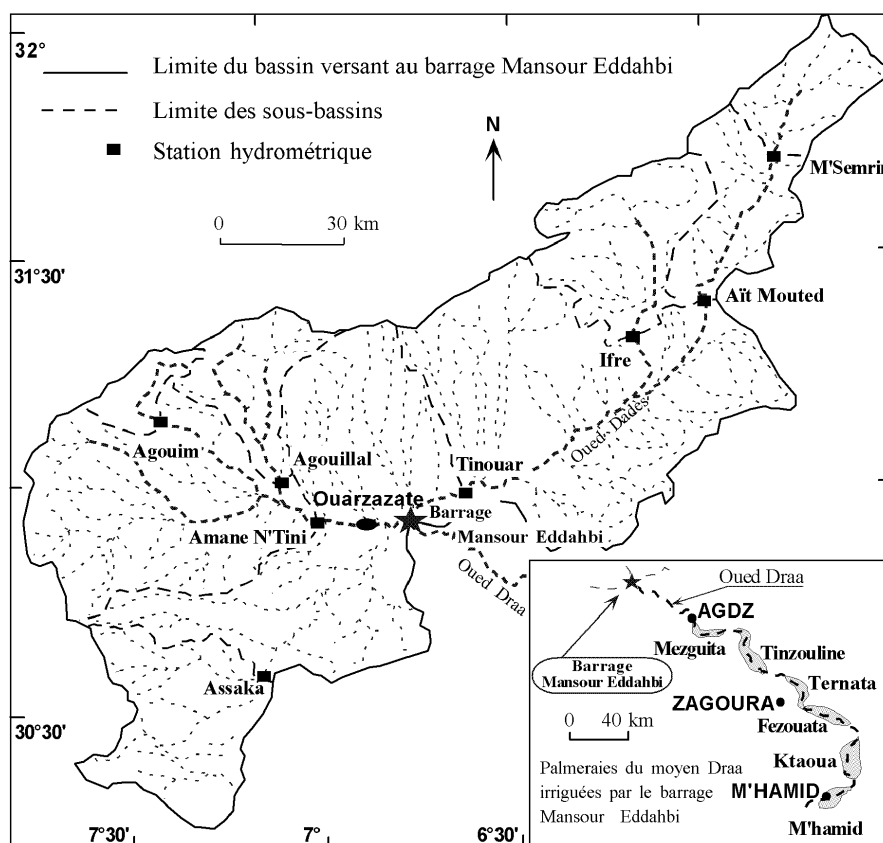 32°
Limite du bassin versant au barrage Mansour Eddahbi
Limite des sous-bassins
Station hydrométrique
N
0 30 km
M'Semrir
31°30'
Aït Mouted
Ifre
Oued Dadès
Agouim
Agouillal
Tinouar
Ouarzazate
Barrage
Mansour Eddahbi
Amane N'Tini
Oued Draa
Assaka
30°30'
7°30'
7°
6°30'
Oued Draa
AGDZ
Mezguita
Tinzouline
Barrage
Mansour Eddahbi
Ternata
ZAGOURA
0 40 km
Fezouata
Ktaoua
Palmeraies du moyen Draa
irriguées par le barrage
Mansour Eddahbi
M'HAMID
M'hamid